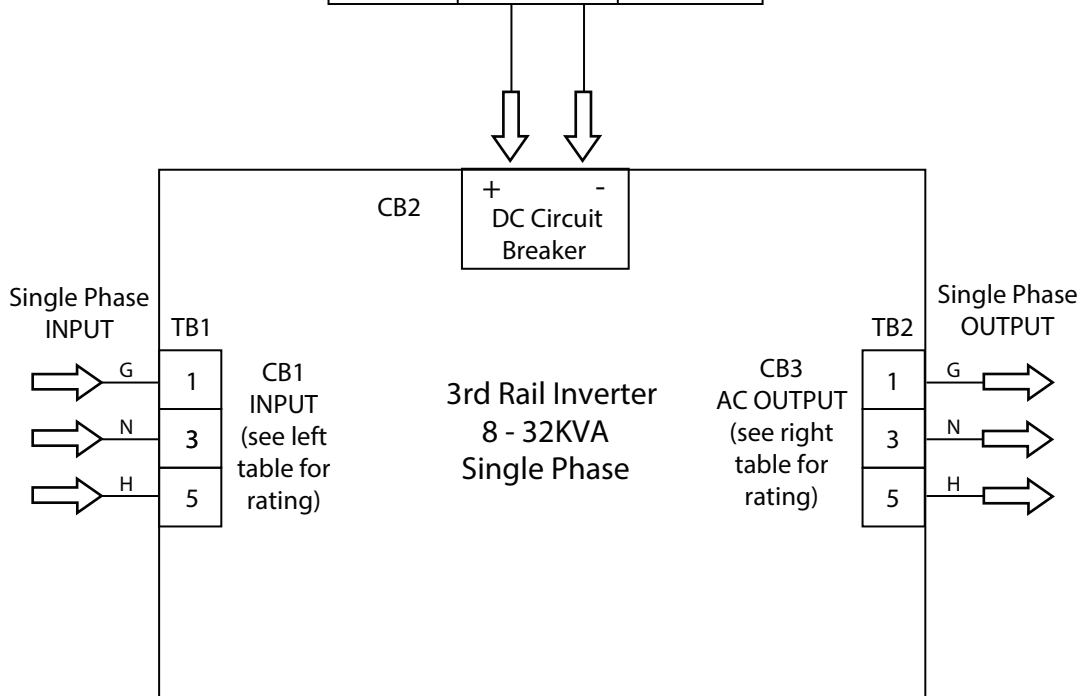 + -
DC Circuit
Breaker
CB2
Single Phase
INPUT
TB1
G
1
N
3
H
5
CB1
INPUT
(see left
table for
rating)
3rd Rail Inverter
8 - 32KVA
Single Phase
CB3
AC OUTPUT
(see right
table for
rating)
TB2
1
G
3
N
5
H
Single Phase
OUTPUT